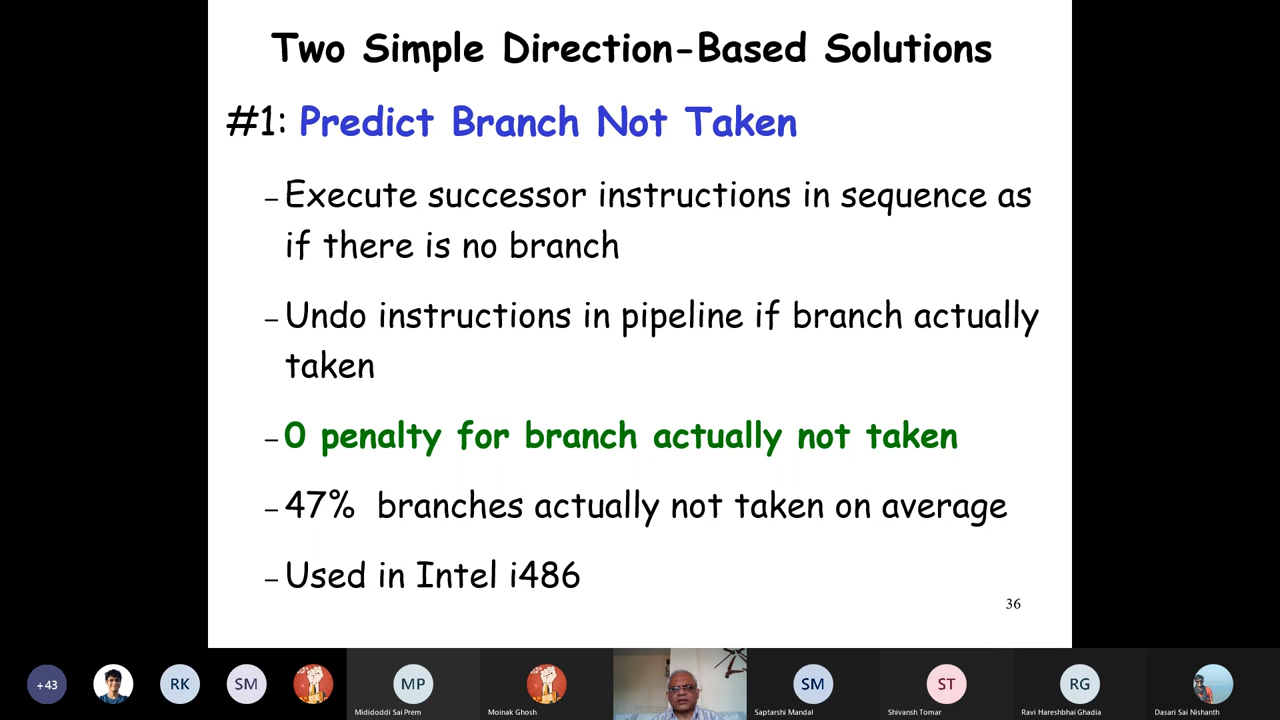 Two Simple Direction-Based Solutions
#1: Predict Branch Not Taken
– Execute successor instructions in sequence as
if there is no branch
– Undo instructions in pipeline if branch actually
taken
– 0 penalty for branch actually not taken
– 47% branches actually not taken on average
– Used in Intel i486
36
+43
RK
SM
MP
SM
ST
RG
Mididoddi Sai Prem
Moinak Ghosh
Saptarshi Mandal
Shivansh Tomar
Ravi Hareshbhai Ghadia
Dasari Sai Nishanth